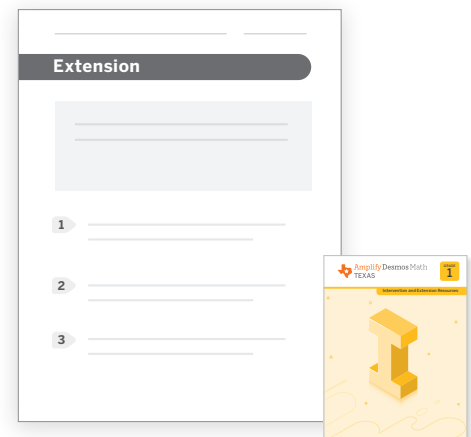 Extension
1
2
3
Amplify Desmos Math
TEXAS
GRADE
1
Intervention and Extension Resources